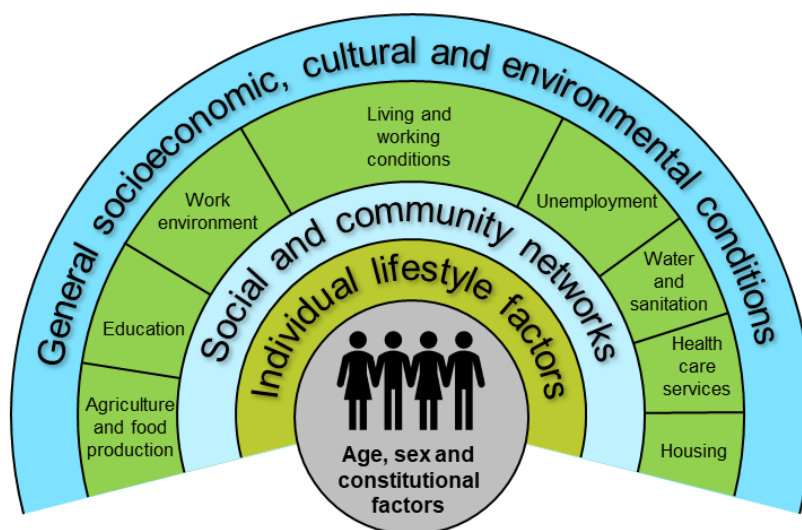 General socioeconomic, cultural and environmental conditions
Living and
working
conditions
Work
environment
Unemployment
Education
Water
and
sanitation
Agriculture
and food
production
Health
care
services
Housing
Social and community networks
Individual lifestyle factors
Age, sex and
constitutional
factors